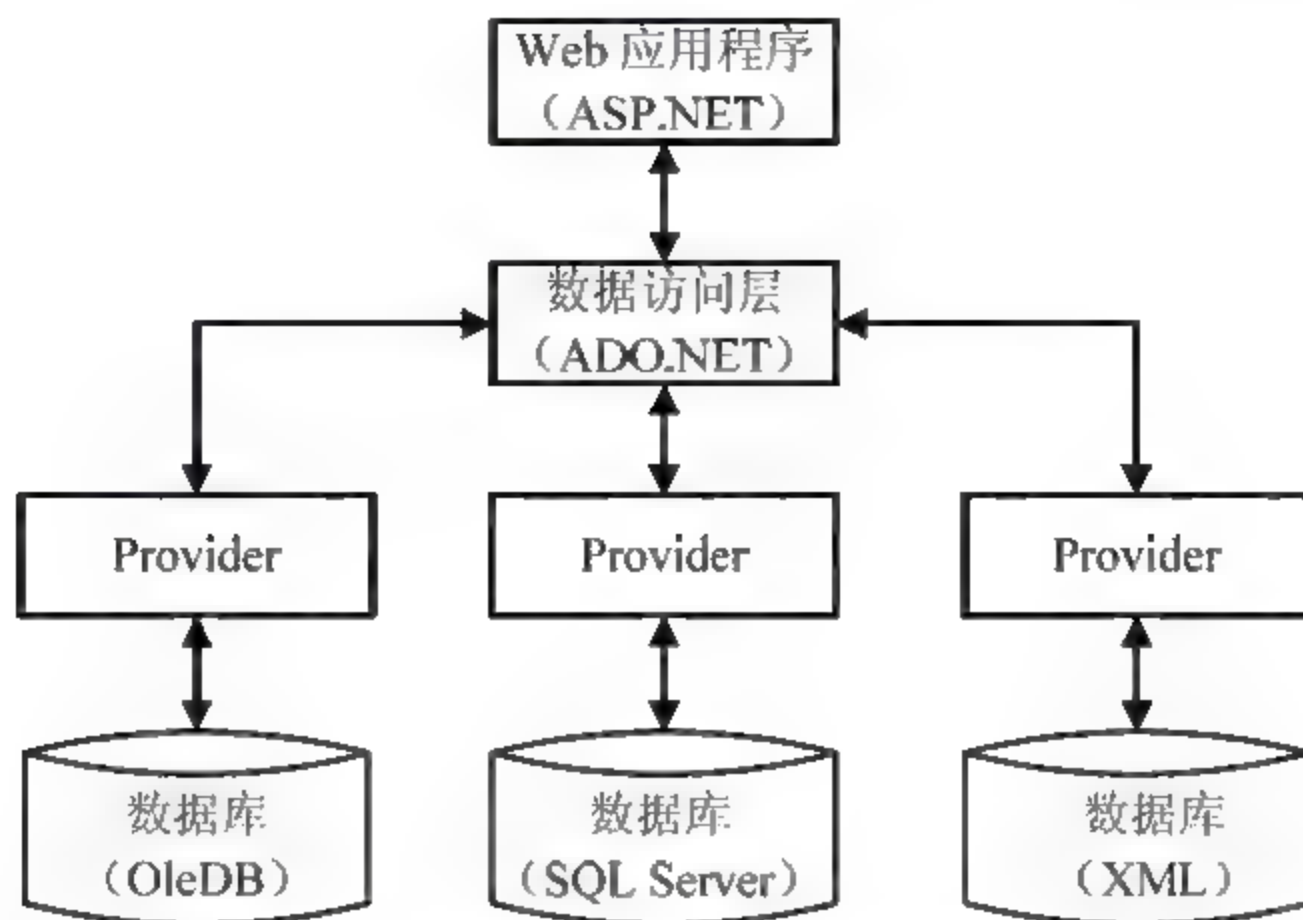 Web 应用程序
（ASP.NET）
数据访问层
（ADO.NET）
Provider
Provider
Provider
数据库
（OleDB）
数据库
（SQL Server）
数据库
（XML）